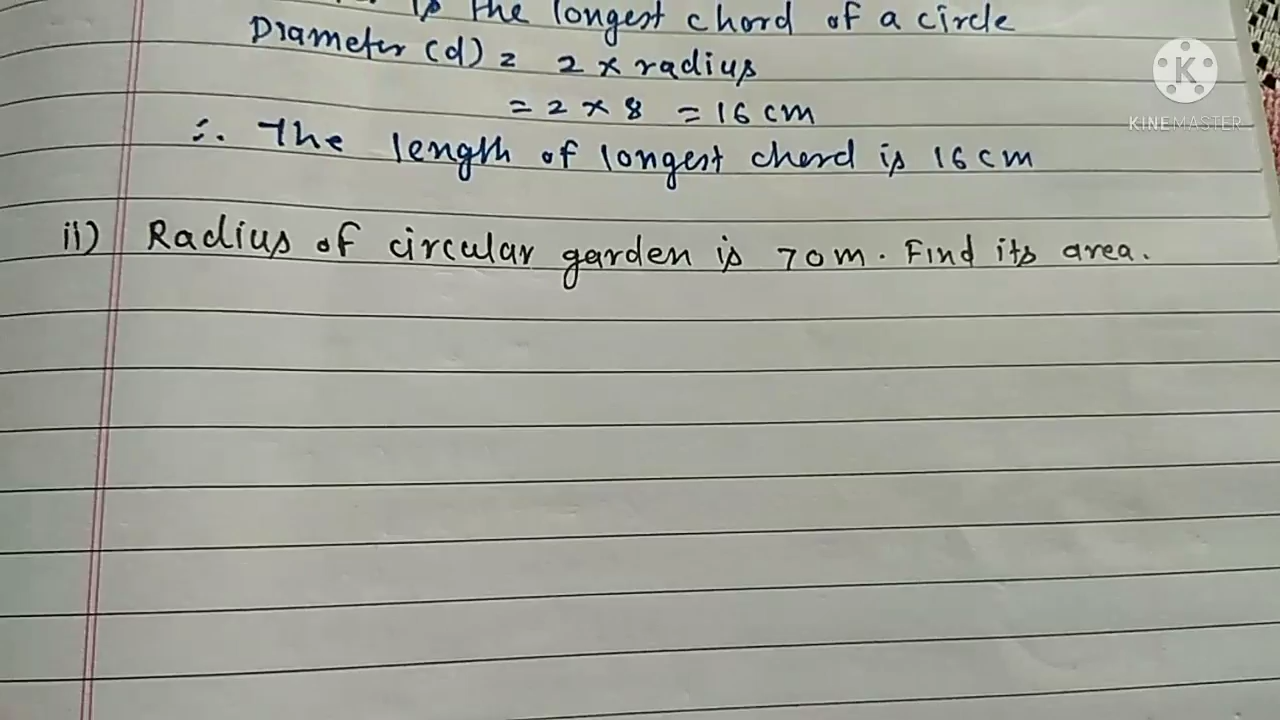 is the longest chord of a circle
Diameter (d) = 2 × radius
= 2 × 8 = 16 cm
∴ The length of longest chord is 16 cm
ii) Radius of circular garden is 70 m. Find its area.
KINEMASTER